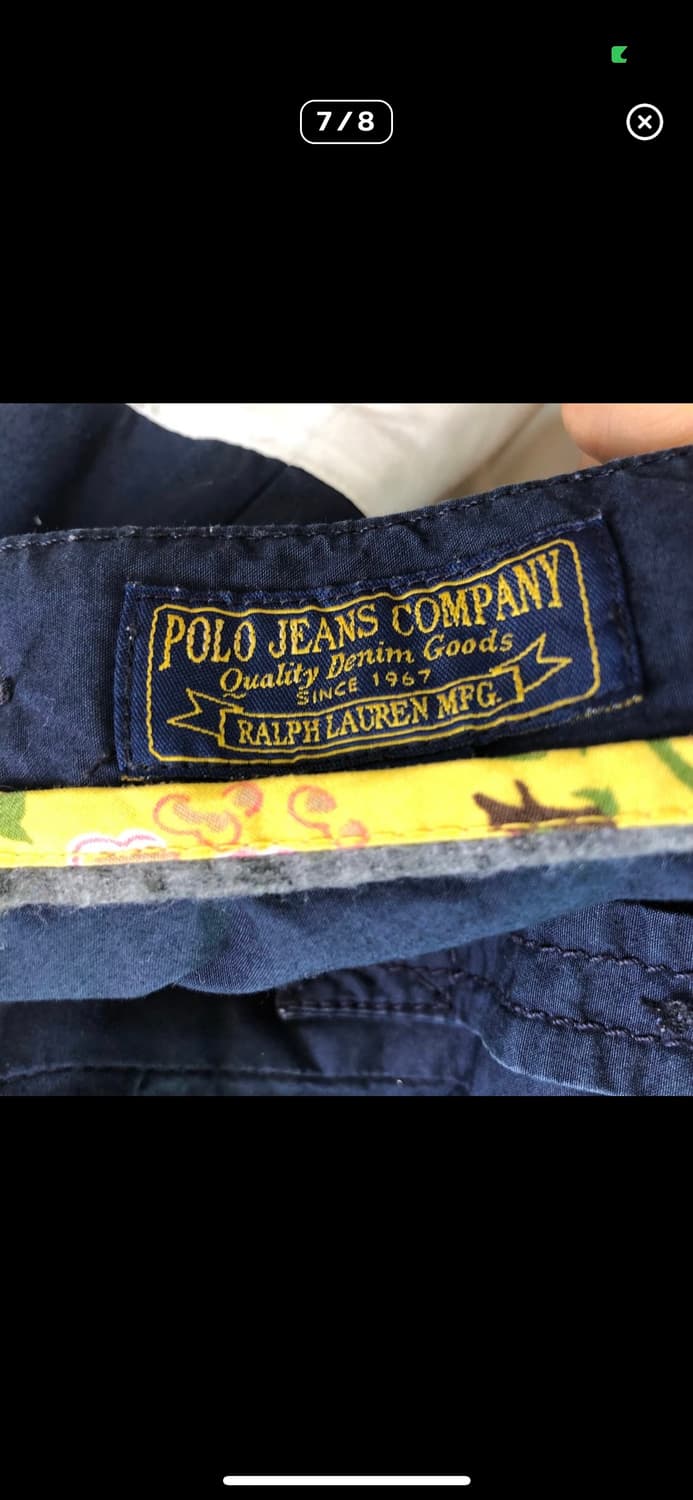 7/8
POLO JEANS COMPANY
Quality Denim Goods
SINCE 1967
RALPH LAUREN MFG.